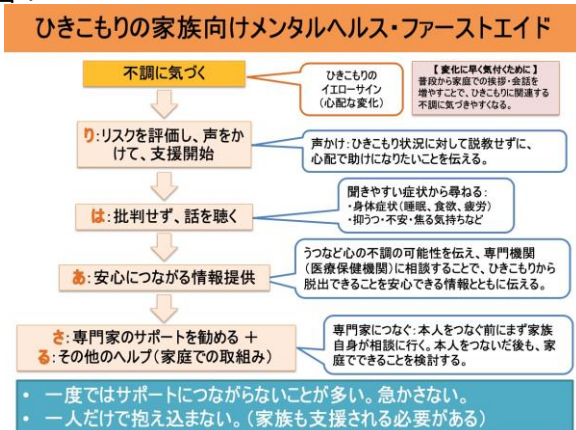 ひきこもりの家族向けメンタルヘルス・ファーストエイド
不調に気づく
ひきこもりの
イエローサイン
(心配な変化)
【 変化に早く気付くために 】
普段から家庭での挨拶・会話を
増やすことで、ひきこもりに関連する
不調に気づきやすくなる。
り:リスクを評価し、声をか
けて、支援開始
声かけ:ひきこもり状況に対して説教せずに、
心配で助けになりたいことを伝える。
は:批判せず、話を聴く
聞きやすい症状から尋ねる:
・身体症状(睡眠、食欲、疲労)
・抑うつ・不安・焦る気持ちなど
あ:安心につながる情報提供
うつなど心の不調の可能性を伝え、専門機関
(医療保健機関)に相談することで、ひきこもりから
脱出できることを安心できる情報とともに伝える。
さ:専門家のサポートを勧める +
る:その他のヘルプ(家庭での取組み)
専門家につなぐ:本人をつなぐ前にまず家族
自身が相談に行く。本人をつないだ後も、家
庭でできることを検討する。
• 一度ではサポートにつながらないことが多い。急かさない。
• 一人だけで抱え込まない。(家族も支援される必要がある)